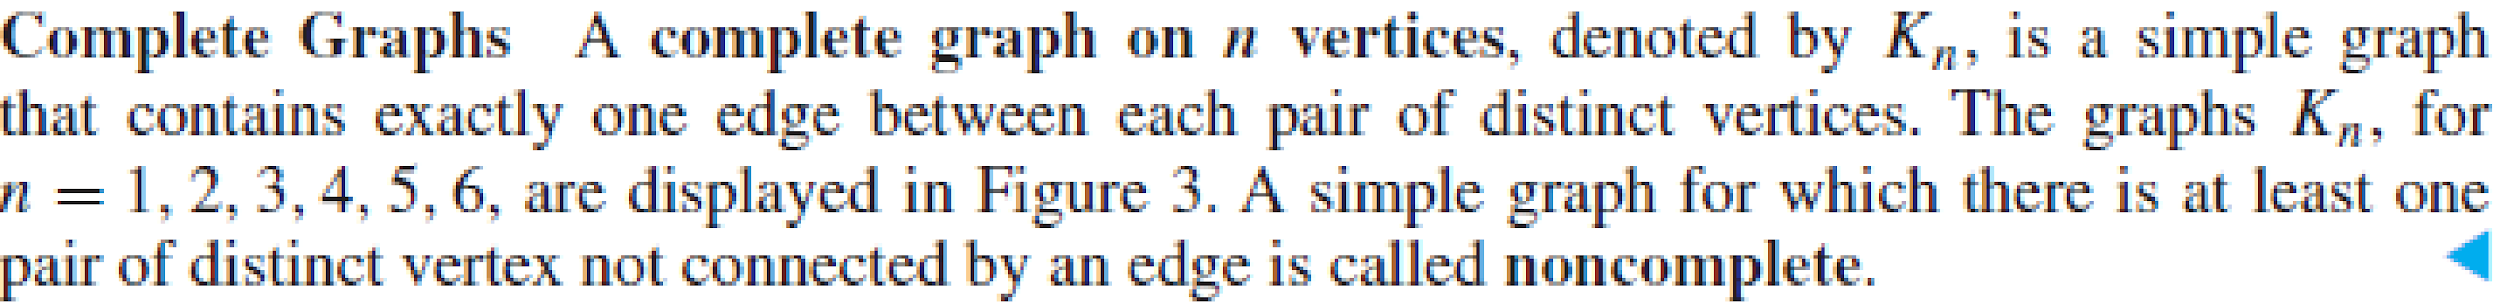 Complete Graphs A complete graph on n vertices, denoted by Kₙ, is a simple graph
that contains exactly one edge between each pair of distinct vertices. The graphs Kₙ, for
n = 1, 2, 3, 4, 5, 6, are displayed in Figure 3. A simple graph for which there is at least one
pair of distinct vertex not connected by an edge is called noncomplete.